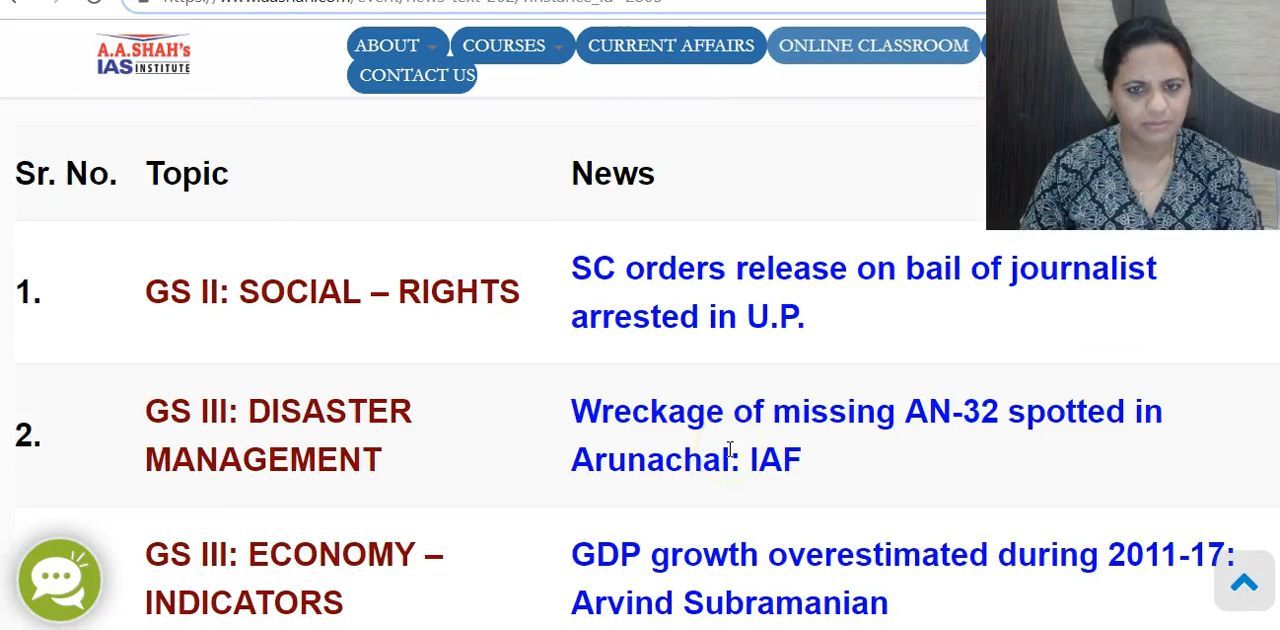 A.A.SHAH's
IAS INSTITUTE
ABOUT
COURSES
CURRENT AFFAIRS
ONLINE CLASSROOM
CONTACT US
Sr. No. Topic News
1. GS II: SOCIAL – RIGHTS
SC orders release on bail of journalist
arrested in U.P.
2. GS III: DISASTER
MANAGEMENT
Wreckage of missing AN-32 spotted in
Arunachal: IAF
GS III: ECONOMY –
INDICATORS
GDP growth overestimated during 2011-17:
Arvind Subramanian